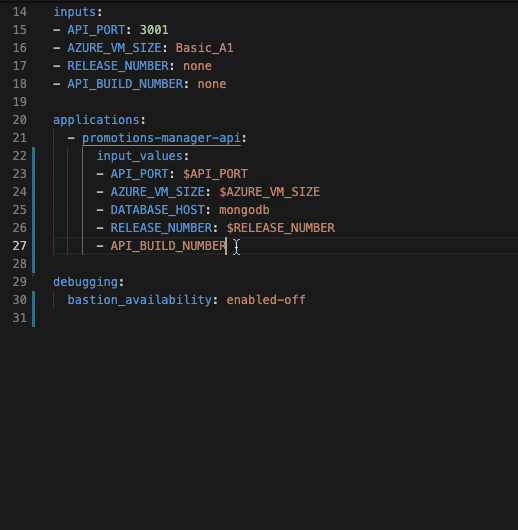 14 inputs:
15 - API_PORT: 3001
16 - AZURE_VM_SIZE: Basic_A1
17 - RELEASE_NUMBER: none
18 - API_BUILD_NUMBER: none
19
20 applications:
21 - promotions-manager-api:
22 input_values:
23 - API_PORT: $API_PORT
24 - AZURE_VM_SIZE: $AZURE_VM_SIZE
25 - DATABASE_HOST: mongodb
26 - RELEASE_NUMBER: $RELEASE_NUMBER
27 - API_BUILD_NUMBER
28
29 debugging:
30 bastion_availability: enabled-off
31